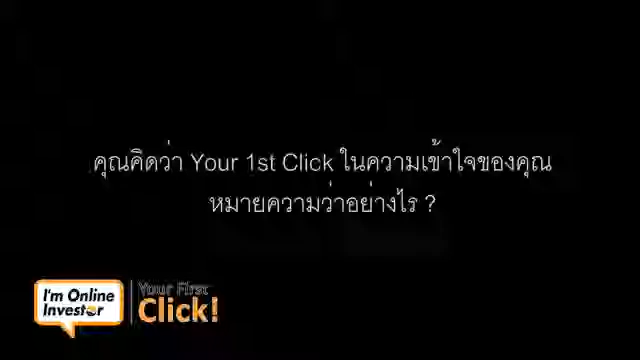 คุณคิดว่า Your 1st Click ในความเข้าใจของคุณ
หมายความว่าอย่างไร ?
I'm Online
Investor
Your First
Click!